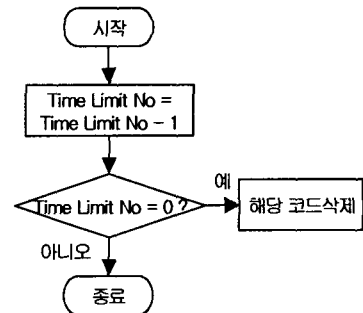 시작
Time Limit No =
Time Limit No - 1
Time Limit No = 0 ?
예
해당 코드삭제
아니오
종료